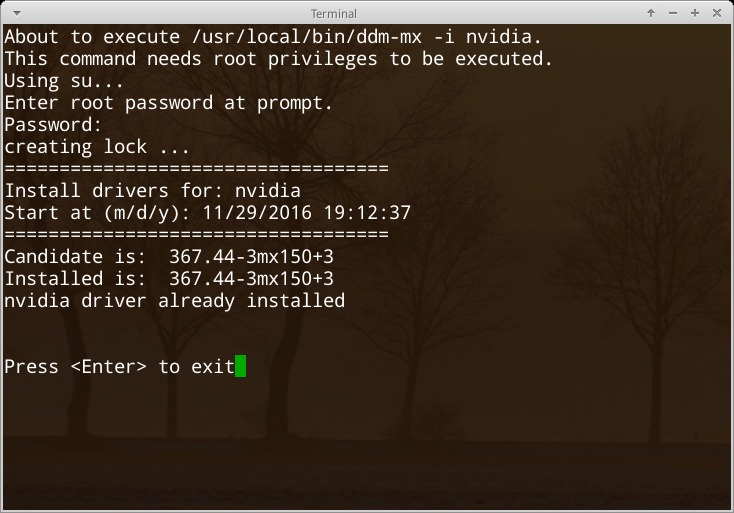 Terminal
About to execute /usr/local/bin/ddm-mx -i nvidia.
This command needs root privileges to be executed.
Using su...
Enter root password at prompt.
Password:
creating lock ...
===================================
Install drivers for: nvidia
Start at (m/d/y): 11/29/2016 19:12:37
===================================
Candidate is:  367.44-3mx150+3
Installed is:  367.44-3mx150+3
nvidia driver already installed
Press <Enter> to exit